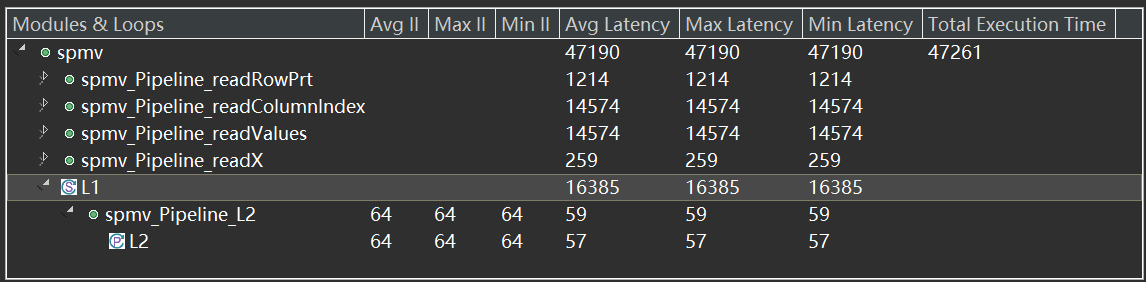 Modules & Loops Avg II Max II Min II Avg Latency Max Latency Min Latency Total Execution Time
spmv 47190 47190 47190 47261
spmv_Pipeline_readRowPrt 1214 1214 1214
spmv_Pipeline_readColumnIndex 14574 14574 14574
spmv_Pipeline_readValues 14574 14574 14574
spmv_Pipeline_readX 259 259 259
S L1 16385 16385 16385
spmv_Pipeline_L2 64 64 64 59 59 59
P L2 64 64 64 57 57 57